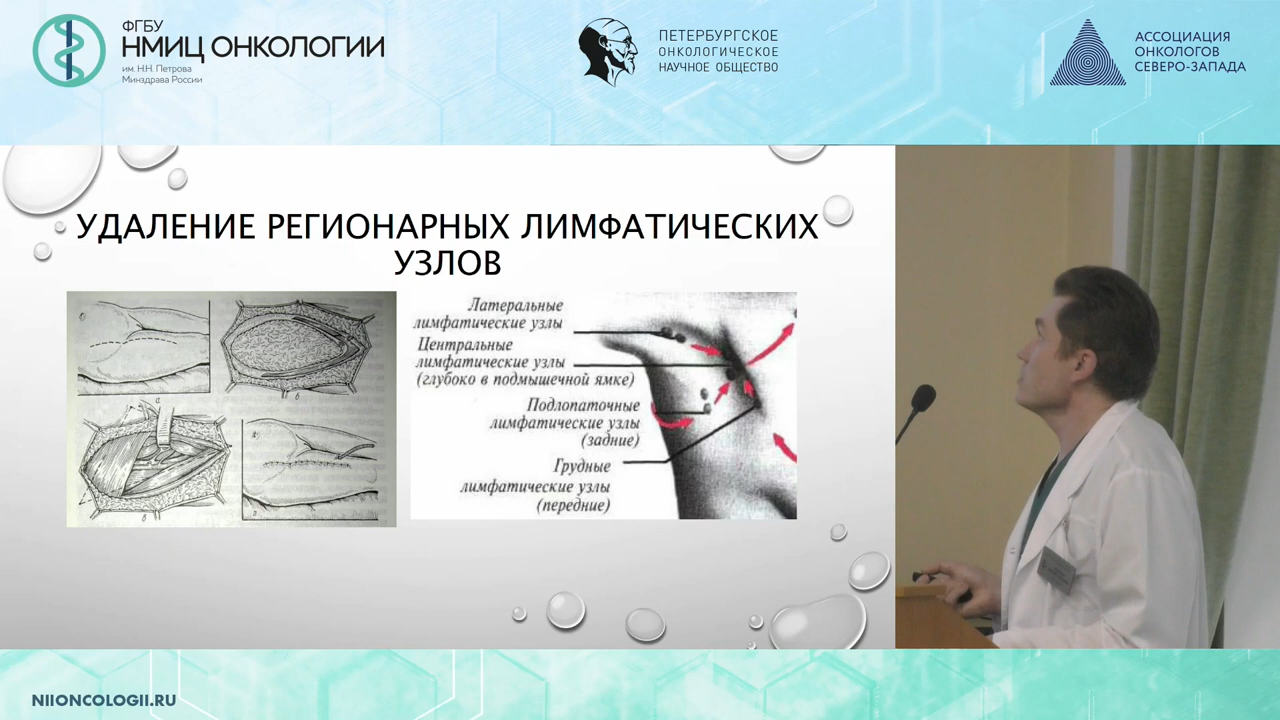 ФГБУ
НМИЦ ОНКОЛОГИИ
им. Н.Н. Петрова
Минздрава России
ПЕТЕРБУРГСКОЕ
ОНКОЛОГИЧЕСКОЕ
НАУЧНОЕ ОБЩЕСТВО
АССОЦИАЦИЯ
ОНКОЛОГОВ
СЕВЕРО-ЗАПАДА
УДАЛЕНИЕ РЕГИОНАРНЫХ ЛИМФАТИЧЕСКИХ
УЗЛОВ
Латеральные
лимфатические узлы
Центральные
лимфатические узлы
(глубоко в подмышечной ямке)
Подлопаточные
лимфатические узлы
(задние)
Грудные
лимфатические узлы
(передние)
NIIONCOLOGII.RU